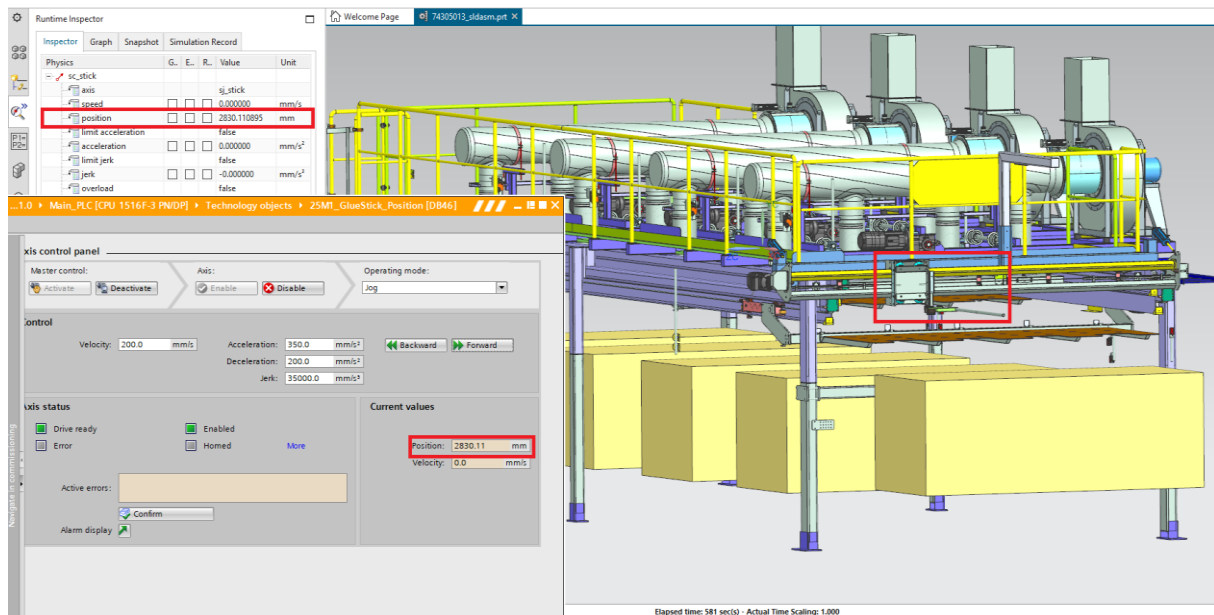 Runtime Inspector
Welcome Page
74305013_sldasm.prt
Inspector Graph Snapshot Simulation Record
Physics G.. E.. R.. Value Unit
sc_stick
axis sj_stick
speed 0.000000 mm/s
position 2830.110895 mm
limit acceleration false
acceleration 0.000000 mm/s²
limit jerk false
jerk -0.000000 mm/s³
overload false
...1.0 Main_PLC [CPU 1516F-3 PN/DP] Technology objects 25M1_GlueStick_Position [DB46]
xis control panel
Master control: Axis: Operating mode:
Activate Deactivate Enable Disable Jog
Control
Velocity: 200.0 mm/s Acceleration: 350.0 mm/s² Backward Forward
Deceleration: 200.0 mm/s²
Jerk: 35000.0 mm/s³
Axis status Current values
Drive ready Enabled
Error Homed More
Position: 2830.11 mm
Velocity: 0.0 mm/s
Active errors:
Confirm
Alarm display
Navigate in commissioning
Elapsed time: 581 sec(s) - Actual Time Scaling: 1.000